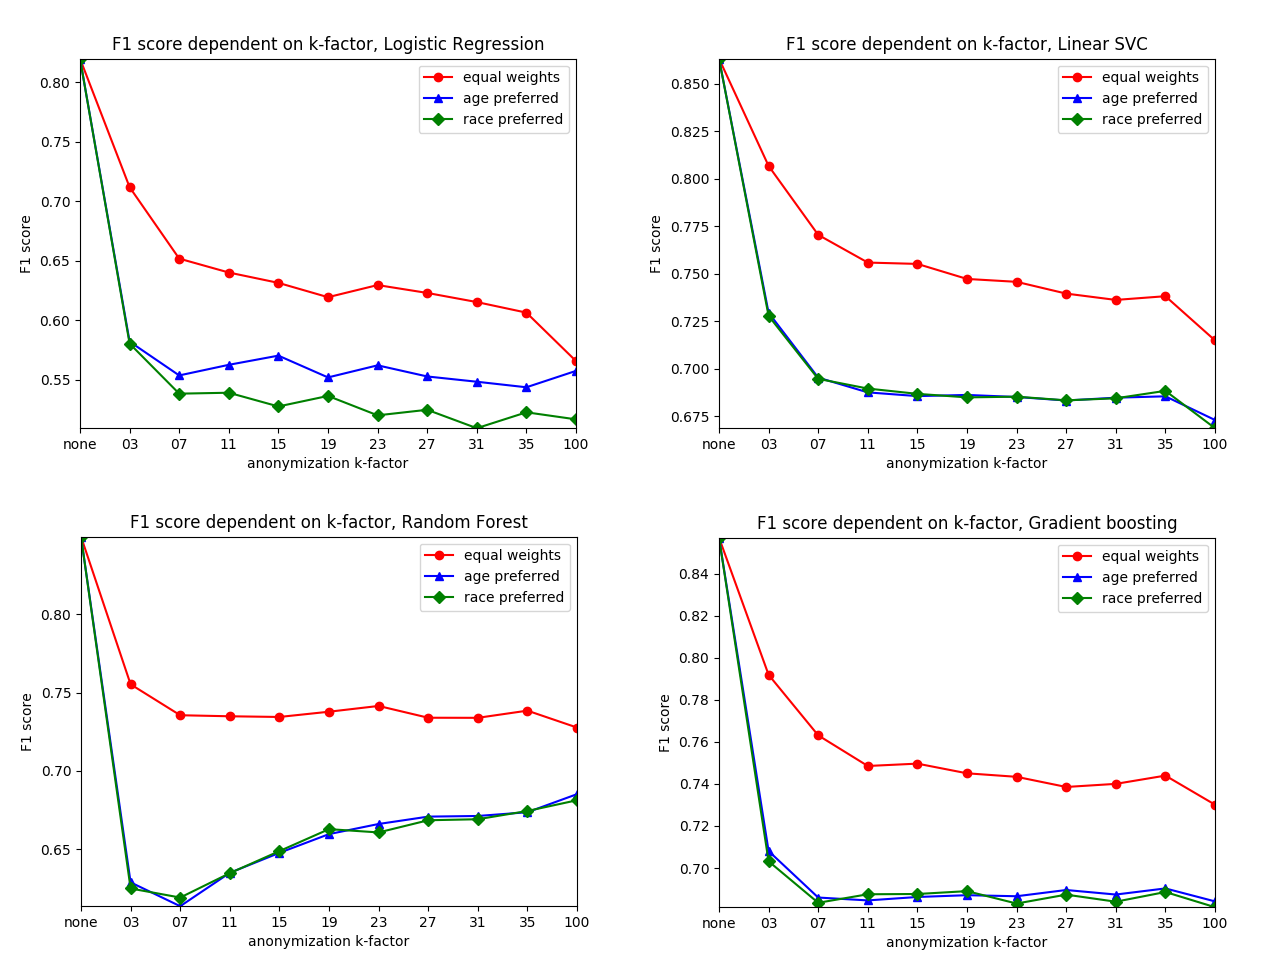 F1 score dependent on k-factor, Logistic Regression
0.80
0.75
0.70
0.65
0.60
0.55
F1 score
equal weights
age preferred
race preferred
none 03 07 11 15 19 23 27 31 35 100
anonymization k-factor
F1 score dependent on k-factor, Linear SVC
0.850
0.825
0.800
0.775
0.750
0.725
0.700
0.675
F1 score
equal weights
age preferred
race preferred
none 03 07 11 15 19 23 27 31 35 100
anonymization k-factor
F1 score dependent on k-factor, Random Forest
0.80
0.75
0.70
0.65
F1 score
equal weights
age preferred
race preferred
none 03 07 11 15 19 23 27 31 35 100
anonymization k-factor
F1 score dependent on k-factor, Gradient boosting
0.84
0.82
0.80
0.78
0.76
0.74
0.72
0.70
F1 score
equal weights
age preferred
race preferred
none 03 07 11 15 19 23 27 31 35 100
anonymization k-factor